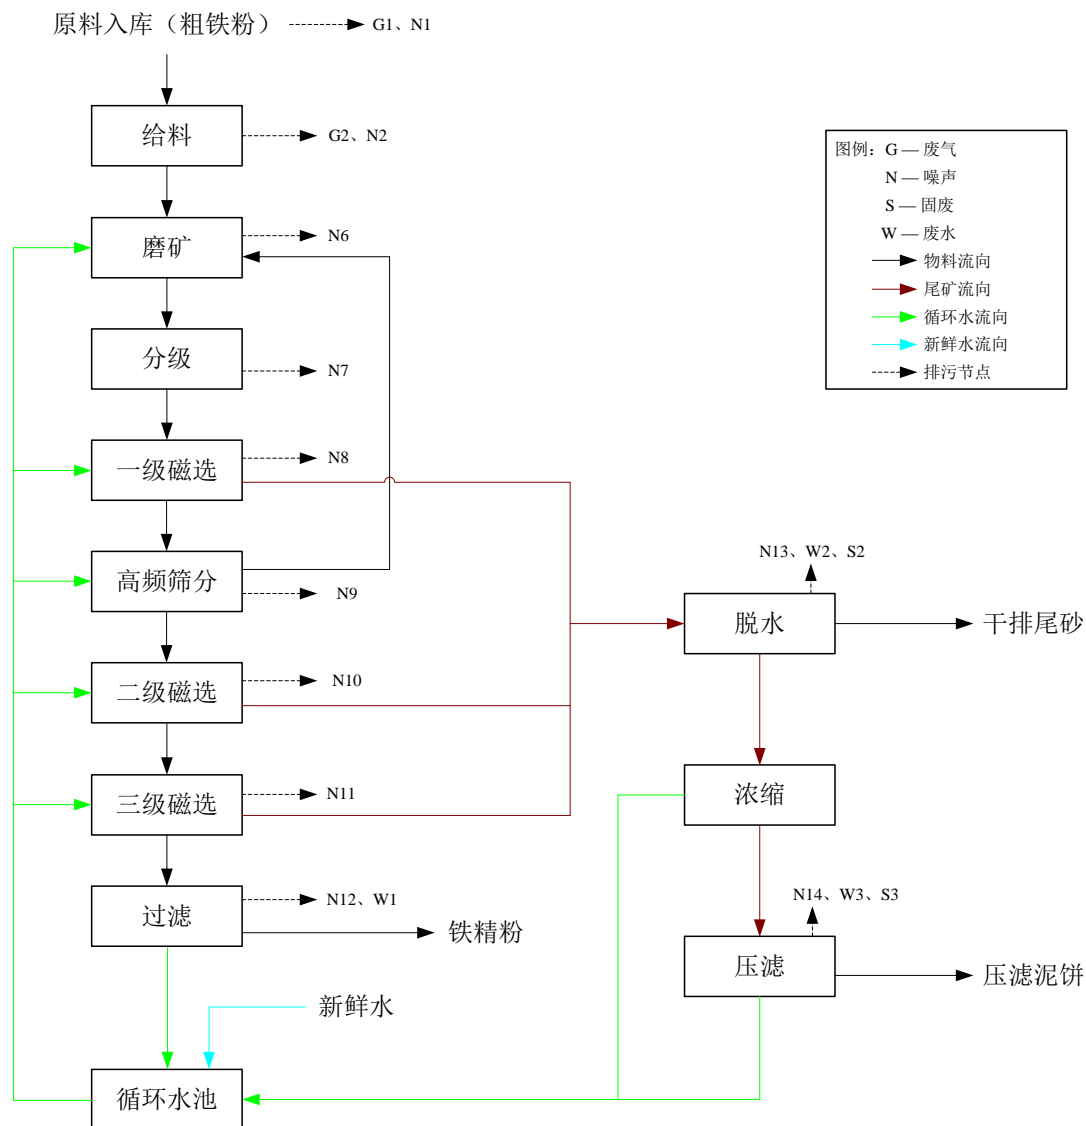 原料入库（粗铁粉）
G1、N1
给料
G2、N2
图例：G — 废气
N — 噪声
S — 固废
W — 废水
物料流向
尾矿流向
循环水流向
新鲜水流向
排污节点
磨矿
N6
分级
N7
一级磁选
N8
高频筛分
N9
N13、W2、S2
脱水
干排尾砂
二级磁选
N10
三级磁选
N11
浓缩
过滤
N12、W1
铁精粉
N14、W3、S3
压滤
压滤泥饼
新鲜水
循环水池